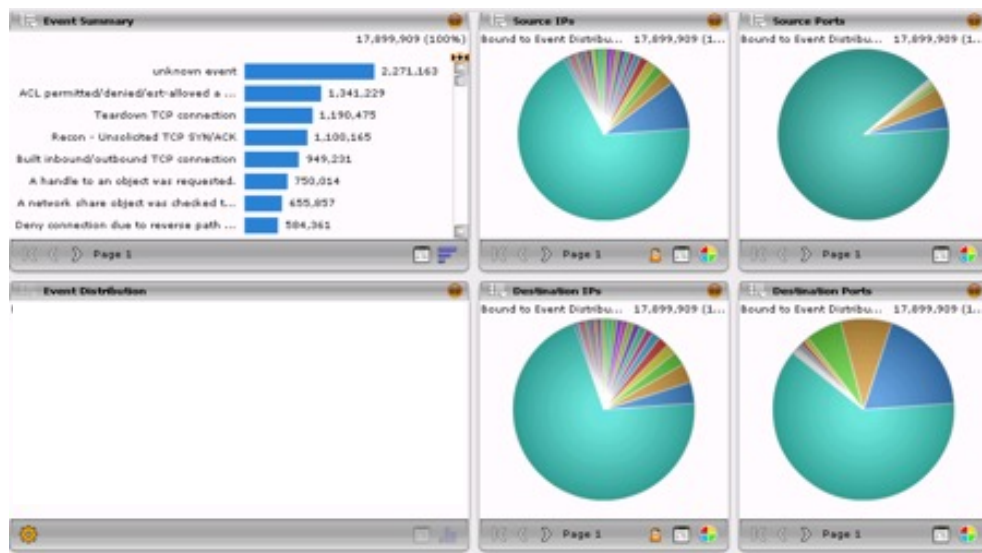 Event Summary
17,899,909 (100%)
unknown event 2,271,163
ACL permitted/denied/est-allowed a ... 1,341,229
Teardown TCP connection 1,190,475
Recon - Unsolicited TCP SYN/ACK 1,100,165
Built inbound/outbound TCP connection 949,231
A handle to an object was requested. 750,014
A network share object was checked t... 655,857
Deny connection due to reverse path ... 584,361
Page 1
Source IPs
Bound to Event Distribu... 17,899,909 (1...
Page 1
Source Ports
Bound to Event Distribu... 17,899,909 (1...
Page 1
Event Distribution
Destination IPs
Bound to Event Distribu... 17,899,909 (1...
Page 1
Destination Ports
Bound to Event Distribu... 17,899,909 (1...
Page 1